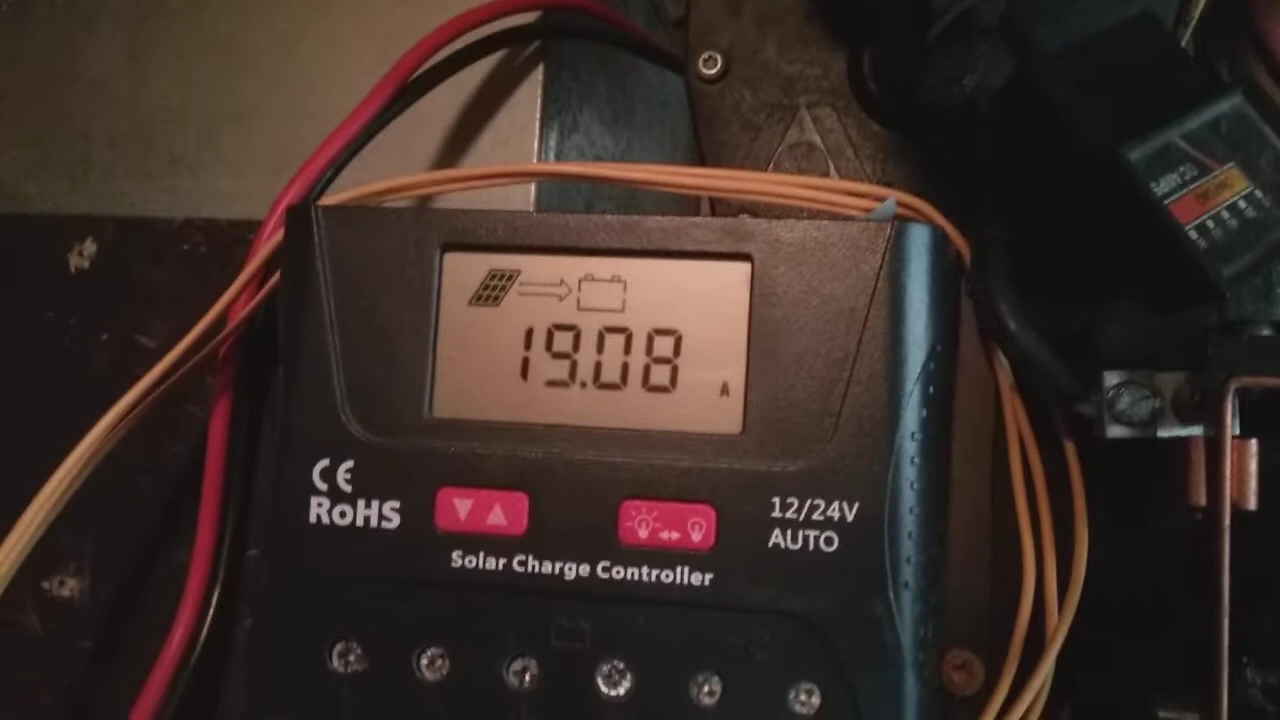 19.08
A
CE
RoHS
12/24V
AUTO
Solar Charge Controller